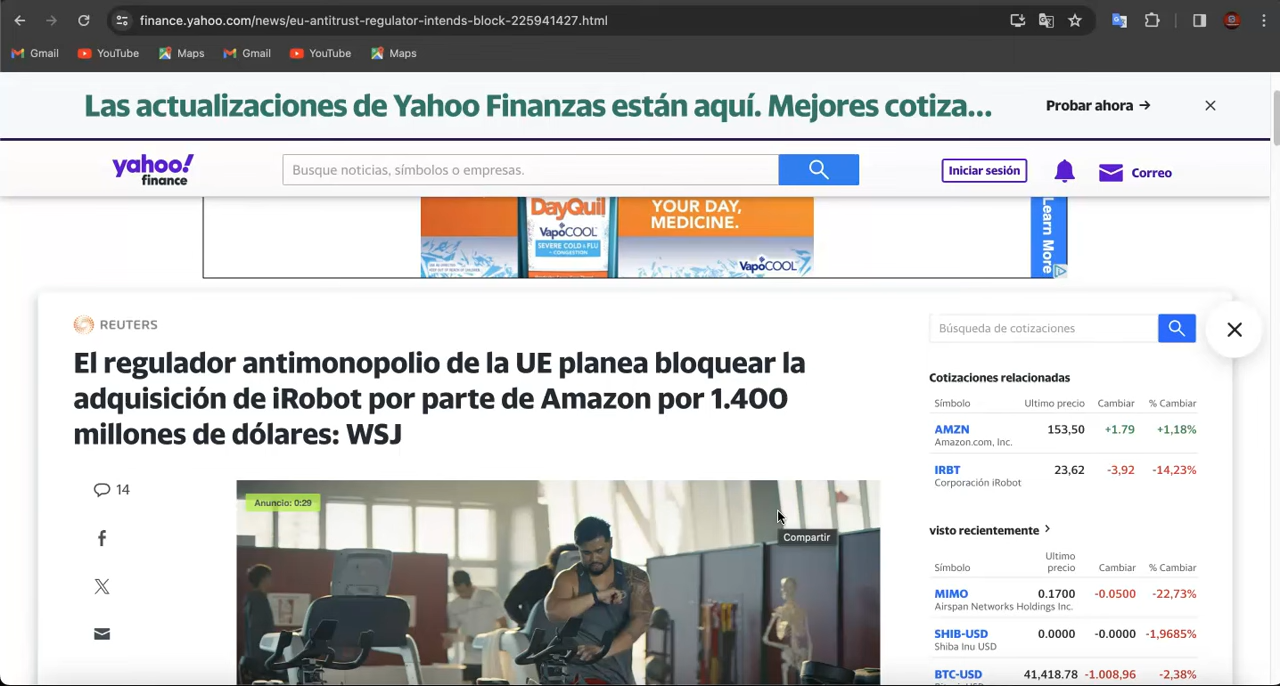 finance.yahoo.com/news/eu-antitrust-regulator-intends-block-225941427.html
Gmail YouTube Maps Gmail YouTube Maps
Las actualizaciones de Yahoo Finanzas están aquí. Mejores cotiza... Probar ahora →
yahoo!
finance
Busque noticias, símbolos o empresas.
Iniciar sesión
Correo
DayQuil
VapoCOOL
SEVERE COLD & FLU
+ CONGESTION
YOUR DAY,
MEDICINE.
VapoCOOL
Learn More
REUTERS
El regulador antimonopolio de la UE planea bloquear la
adquisición de iRobot por parte de Amazon por 1.400
millones de dólares: WSJ
14
Anuncio: 0:29
Compartir
Búsqueda de cotizaciones
Cotizaciones relacionadas
Símbolo Ultimo precio Cambiar % Cambiar
AMZN 153,50 +1.79 +1,18%
Amazon.com, Inc.
IRBT 23,62 -3,92 -14,23%
Corporación iRobot
visto recientemente
Símbolo Ultimo precio Cambiar % Cambiar
MIMO 0.1700 -0.0500 -22,73%
Airspan Networks Holdings Inc.
SHIB-USD 0.0000 -0.0000 -1,9685%
Shiba Inu USD
BTC-USD 41,418.78 -1.008,96 -2,38%